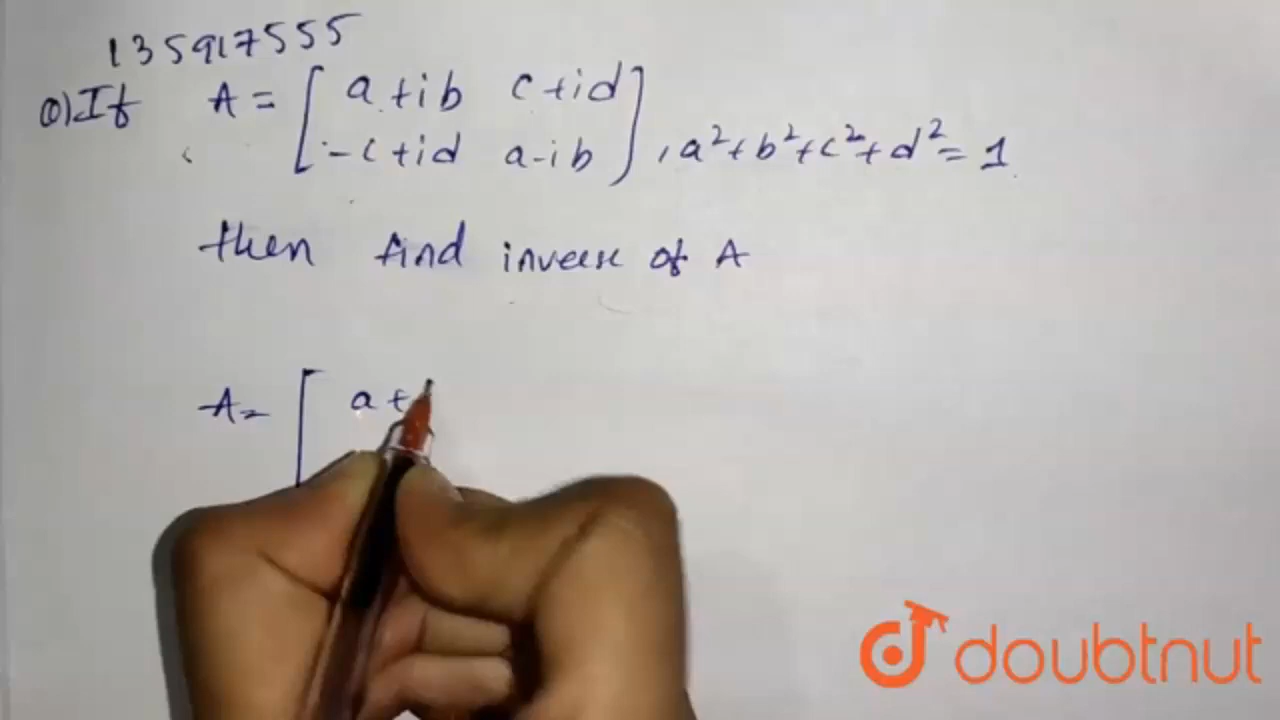 135917555
Q) If A = [ a + ib c + id
- c + id a - ib ] , a² + b² + c² + d² = 1
then find inverse of A
A = [ a +
doubtnut